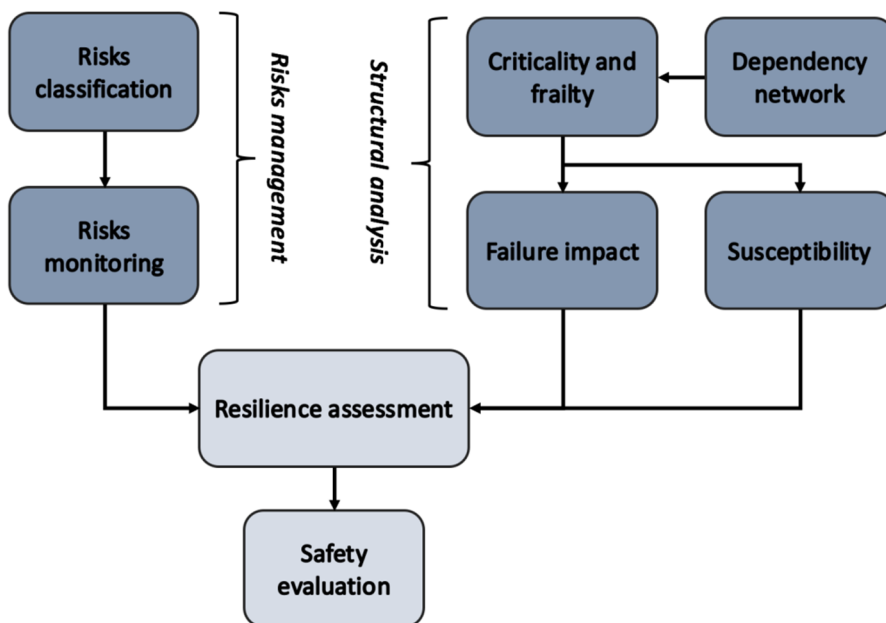 Risks
classification
Risks
monitoring
Risks management
Structural analysis
Criticality and
frailty
Dependency
network
Failure impact
Susceptibility
Resilience assessment
Safety
evaluation